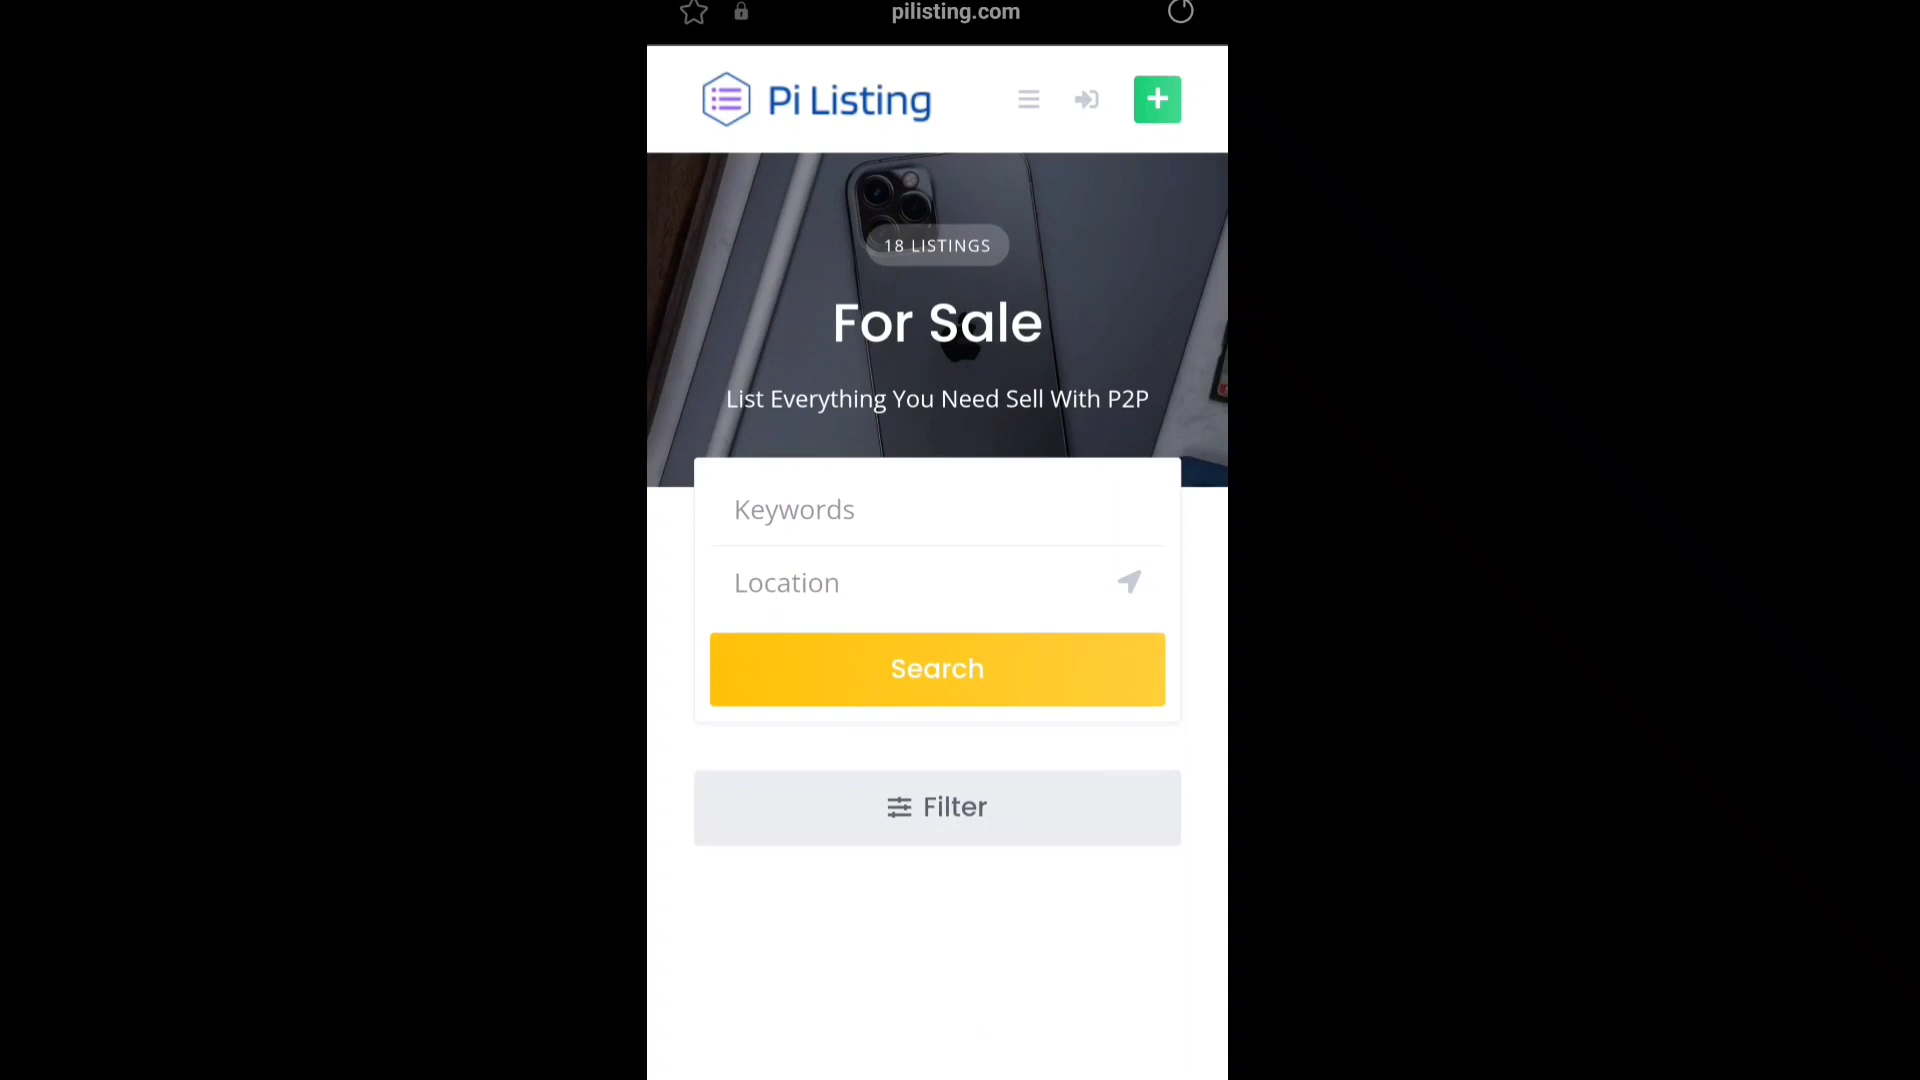 pilisting.com
Pi Listing
18 LISTINGS
For Sale
List Everything You Need Sell With P2P
Keywords
Location
Search
Filter